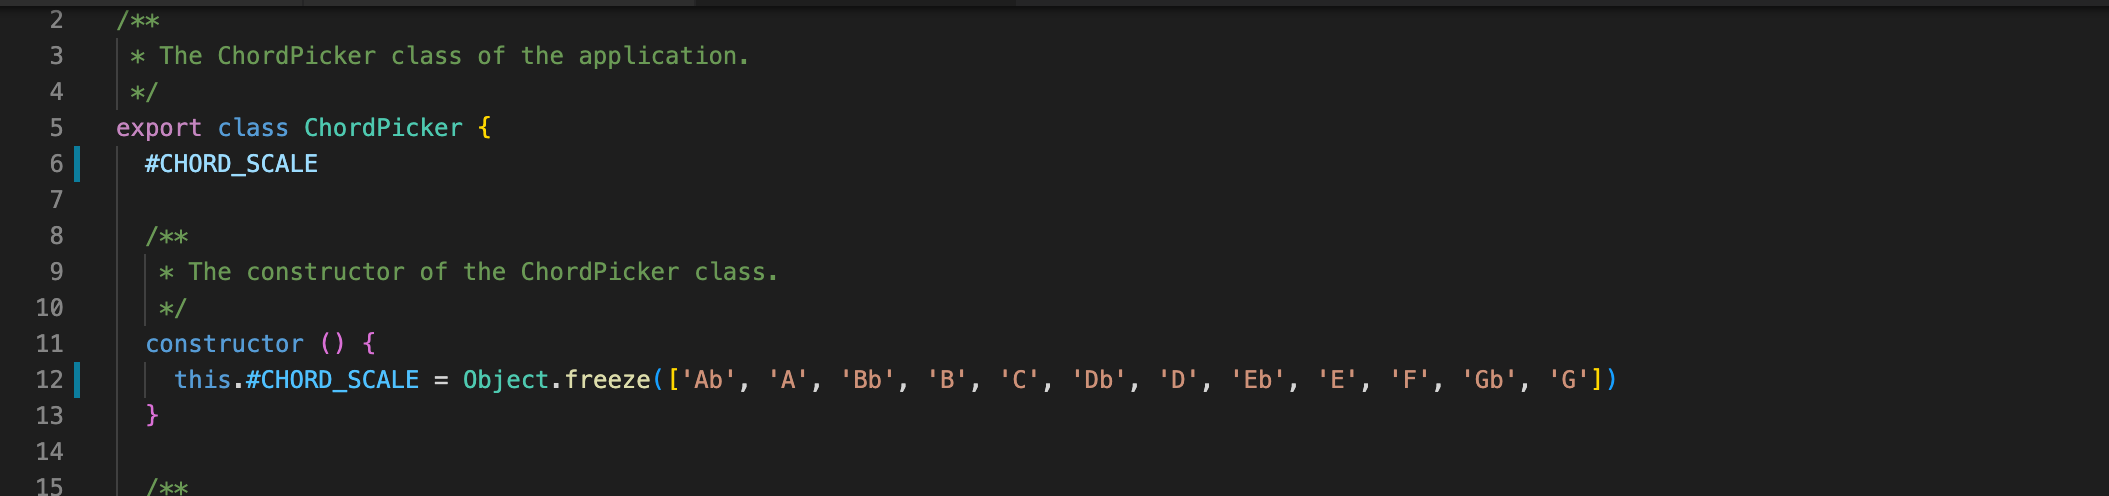 2 /**
3  * The ChordPicker class of the application.
4  */
5 export class ChordPicker {
6   #CHORD_SCALE
7
8   /**
9    * The constructor of the ChordPicker class.
10    */
11   constructor () {
12     this.#CHORD_SCALE = Object.freeze(['Ab', 'A', 'Bb', 'B', 'C', 'Db', 'D', 'Eb', 'E', 'F', 'Gb', 'G'])
13   }
14
15   /**